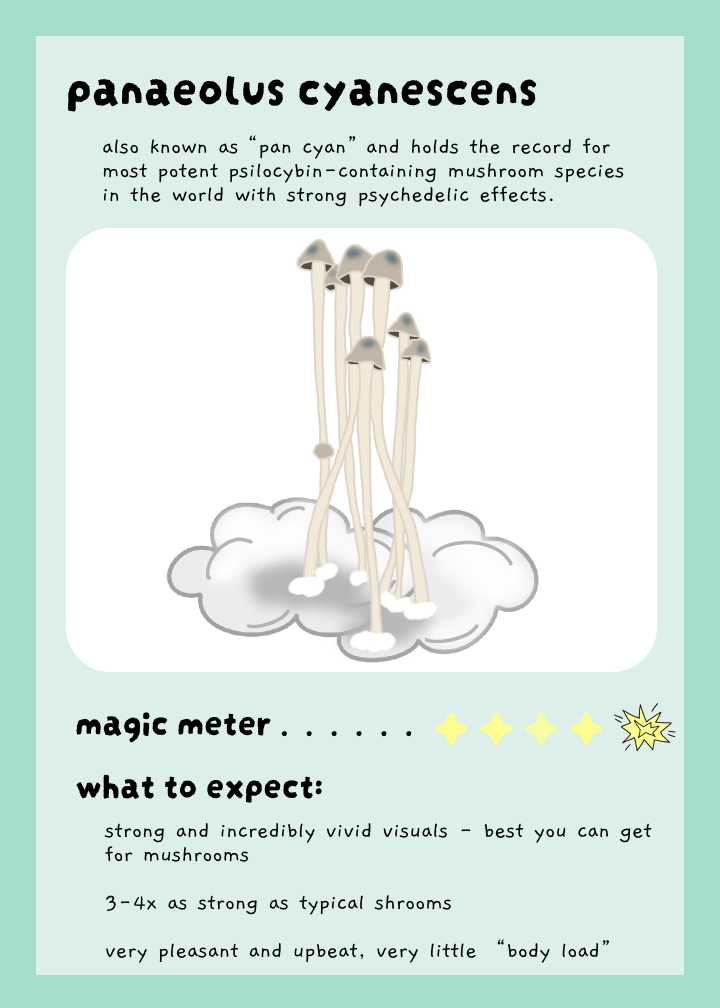 panaeolus cyanescens
also known as “pan cyan” and holds the record for
most potent psilocybin-containing mushroom species
in the world with strong psychedelic effects.
magic meter . . . . . .
what to expect:
strong and incredibly vivid visuals - best you can get
for mushrooms
3-4x as strong as typical shrooms
very pleasant and upbeat, very little “body load”